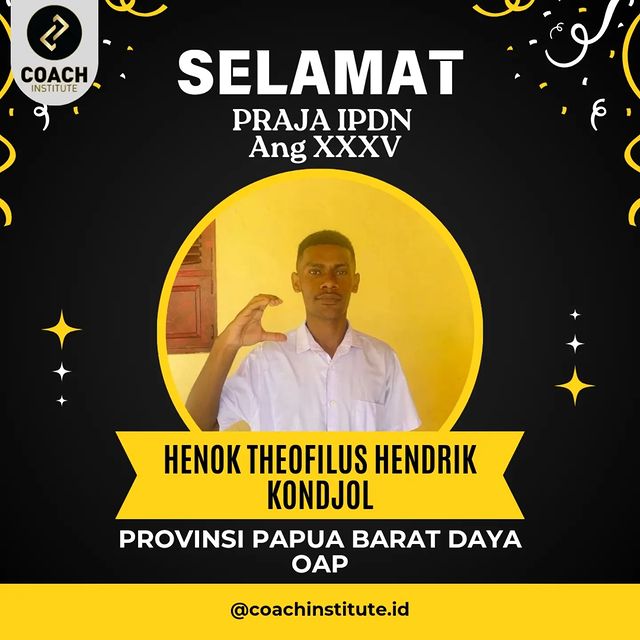 COACH
INSTITUTE
SELAMAT
PRAJA IPDN
Ang XXXV
HENOK THEOFILUS HENDRIK
KONDJOL
PROVINSI PAPUA BARAT DAYA
OAP
@coachinstitute.id